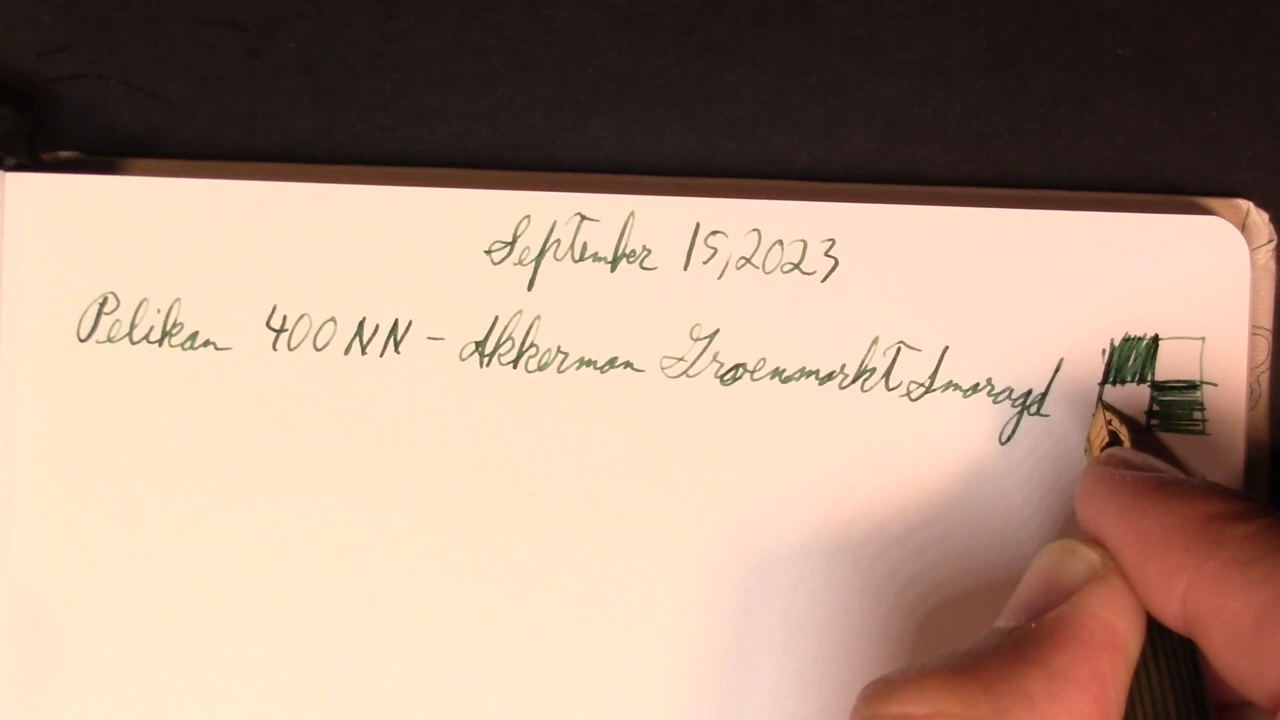 September 15, 2023
Pelikan 400NN - Akkerman Groenmarkt Smaragd